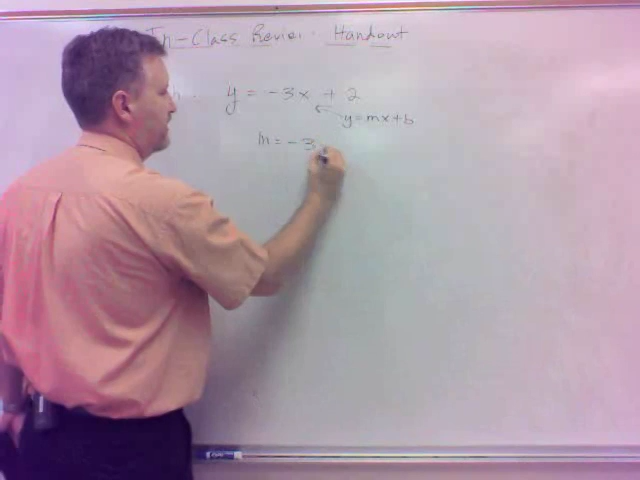 In-Class Review Handout
h. y = -3x + 2
y=mx+b
m = -3